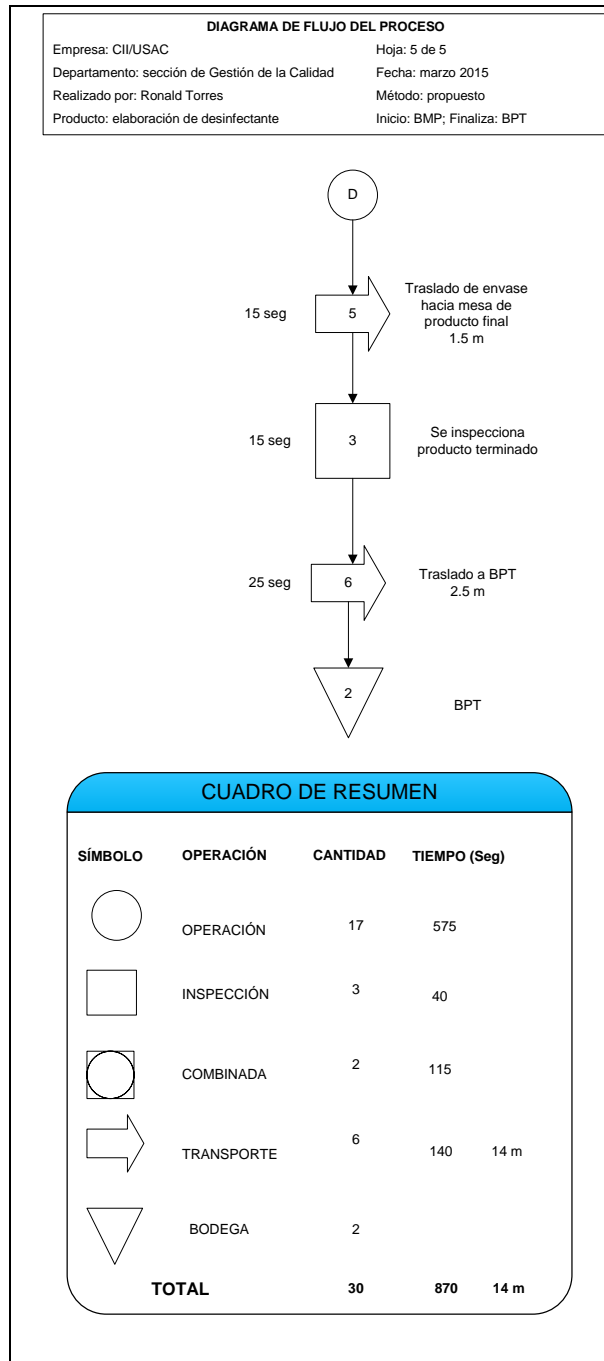 DIAGRAMA DE FLUJO DEL PROCESO
Empresa: CII/USAC Hoja: 5 de 5
Departamento: sección de Gestión de la Calidad Fecha: marzo 2015
Realizado por: Ronald Torres Método: propuesto
Producto: elaboración de desinfectante Inicio: BMP; Finaliza: BPT
D
15 seg 5
Traslado de envase
hacia mesa de
producto final
1.5 m
15 seg 3
Se inspecciona
producto terminado
25 seg 6
Traslado a BPT
2.5 m
2
BPT
CUADRO DE RESUMEN
SÍMBOLO OPERACIÓN CANTIDAD TIEMPO (Seg)
OPERACIÓN 17 575
INSPECCIÓN 3 40
COMBINADA 2 115
TRANSPORTE 6 140 14 m
BODEGA 2
TOTAL 30 870 14 m